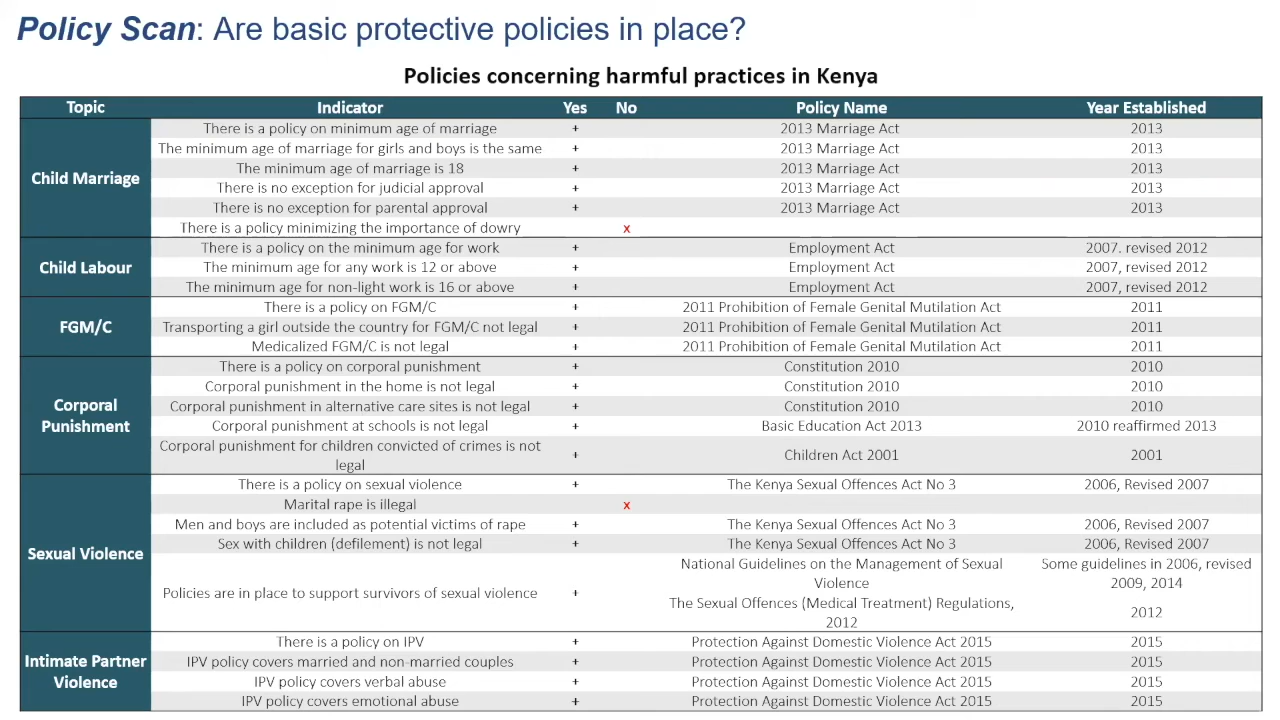 Policy Scan: Are basic protective policies in place?
Policies concerning harmful practices in Kenya
Topic Indicator Yes No Policy Name Year Established
Child Marriage
There is a policy on minimum age of marriage + 2013 Marriage Act 2013
The minimum age of marriage for girls and boys is the same + 2013 Marriage Act 2013
The minimum age of marriage is 18 + 2013 Marriage Act 2013
There is no exception for judicial approval + 2013 Marriage Act 2013
There is no exception for parental approval + 2013 Marriage Act 2013
There is a policy minimizing the importance of dowry x
Child Labour
There is a policy on the minimum age for work + Employment Act 2007. revised 2012
The minimum age for any work is 12 or above + Employment Act 2007, revised 2012
The minimum age for non-light work is 16 or above + Employment Act 2007, revised 2012
FGM/C
There is a policy on FGM/C + 2011 Prohibition of Female Genital Mutilation Act 2011
Transporting a girl outside the country for FGM/C not legal + 2011 Prohibition of Female Genital Mutilation Act 2011
Medicalized FGM/C is not legal + 2011 Prohibition of Female Genital Mutilation Act 2011
Corporal
Punishment
There is a policy on corporal punishment + Constitution 2010 2010
Corporal punishment in the home is not legal + Constitution 2010 2010
Corporal punishment in alternative care sites is not legal + Constitution 2010 2010
Corporal punishment at schools is not legal + Basic Education Act 2013 2010 reaffirmed 2013
Corporal punishment for children convicted of crimes is not
legal + Children Act 2001 2001
Sexual Violence
There is a policy on sexual violence + The Kenya Sexual Offences Act No 3 2006, Revised 2007
Marital rape is illegal x
Men and boys are included as potential victims of rape + The Kenya Sexual Offences Act No 3 2006, Revised 2007
Sex with children (defilement) is not legal + The Kenya Sexual Offences Act No 3 2006, Revised 2007
Policies are in place to support survivors of sexual violence +
National Guidelines on the Management of Sexual
Violence
Some guidelines in 2006, revised
2009, 2014
The Sexual Offences (Medical Treatment) Regulations,
2012
2012
Intimate Partner
Violence
There is a policy on IPV + Protection Against Domestic Violence Act 2015 2015
IPV policy covers married and non-married couples + Protection Against Domestic Violence Act 2015 2015
IPV policy covers verbal abuse + Protection Against Domestic Violence Act 2015 2015
IPV policy covers emotional abuse + Protection Against Domestic Violence Act 2015 2015